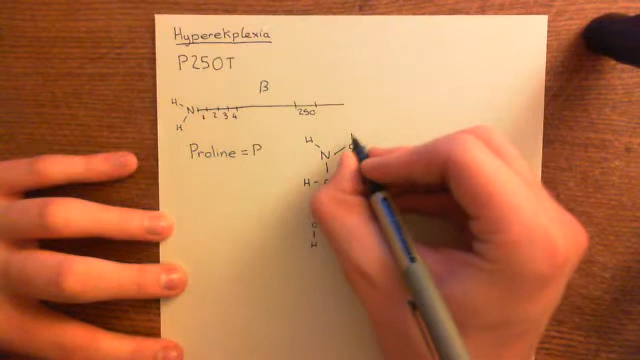 Hyperekplexia
P250T
β
H
N 1 2 3 4 250
H
Proline = P
H
N
H -
H